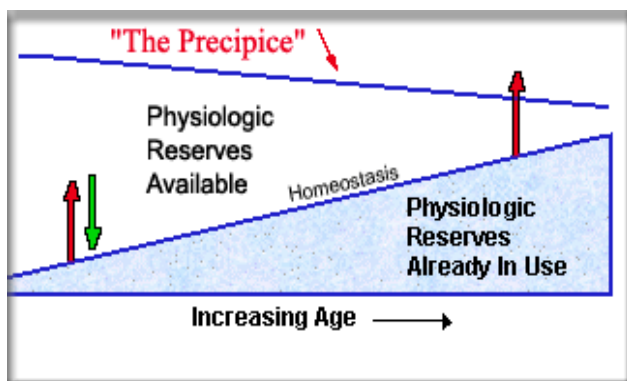 "The Precipice"
Physiologic
Reserves
Available
Homeostasis
Physiologic
Reserves
Already In Use
Increasing Age